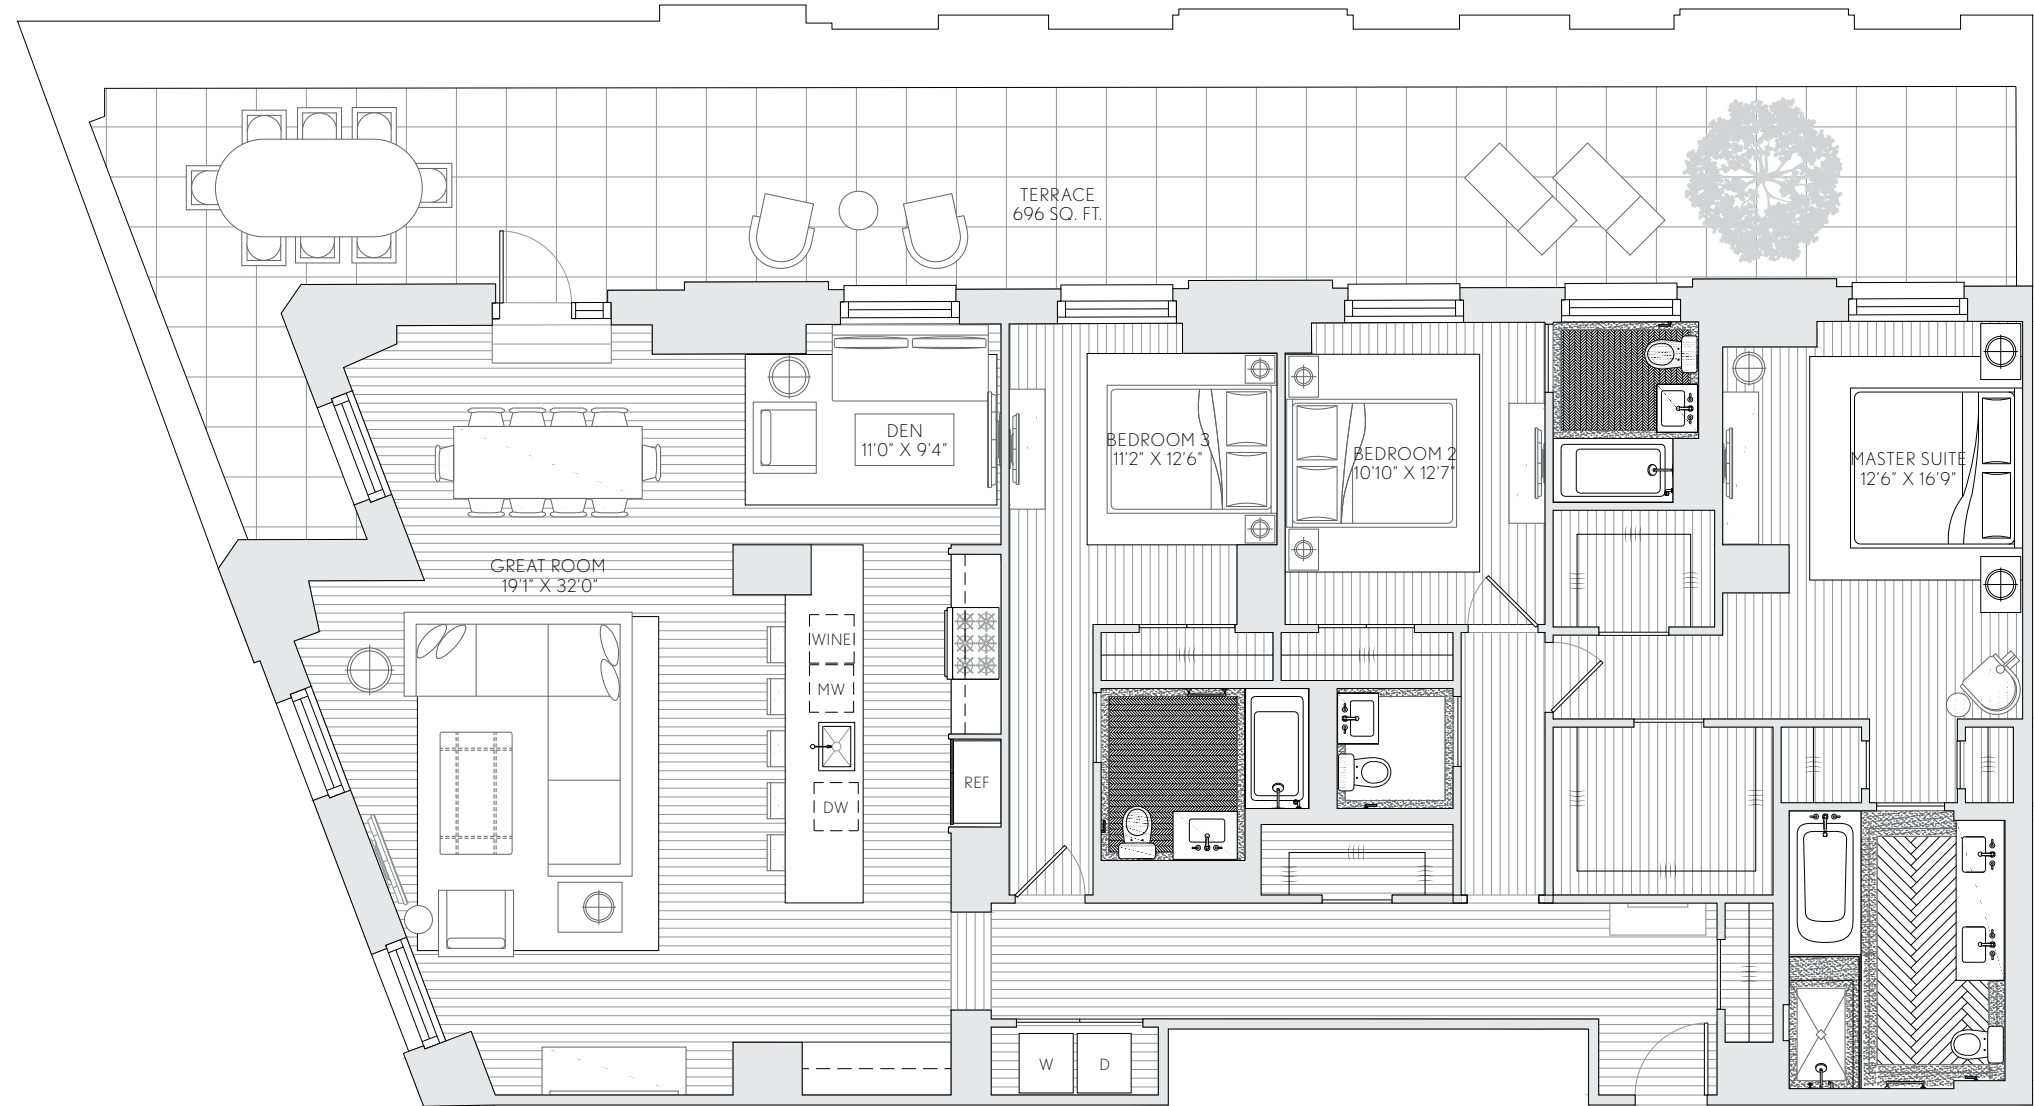 TERRACE
696 SQ. FT.
DEN
11'0" X 9'4"
BEDROOM 3
11'2" X 12'6"
BEDROOM 2
10'10" X 12'7"
MASTER SUITE
12'6" X 16'9"
GREAT ROOM
19'1" X 32'0"
WINE
MW
REF
DW
W
D